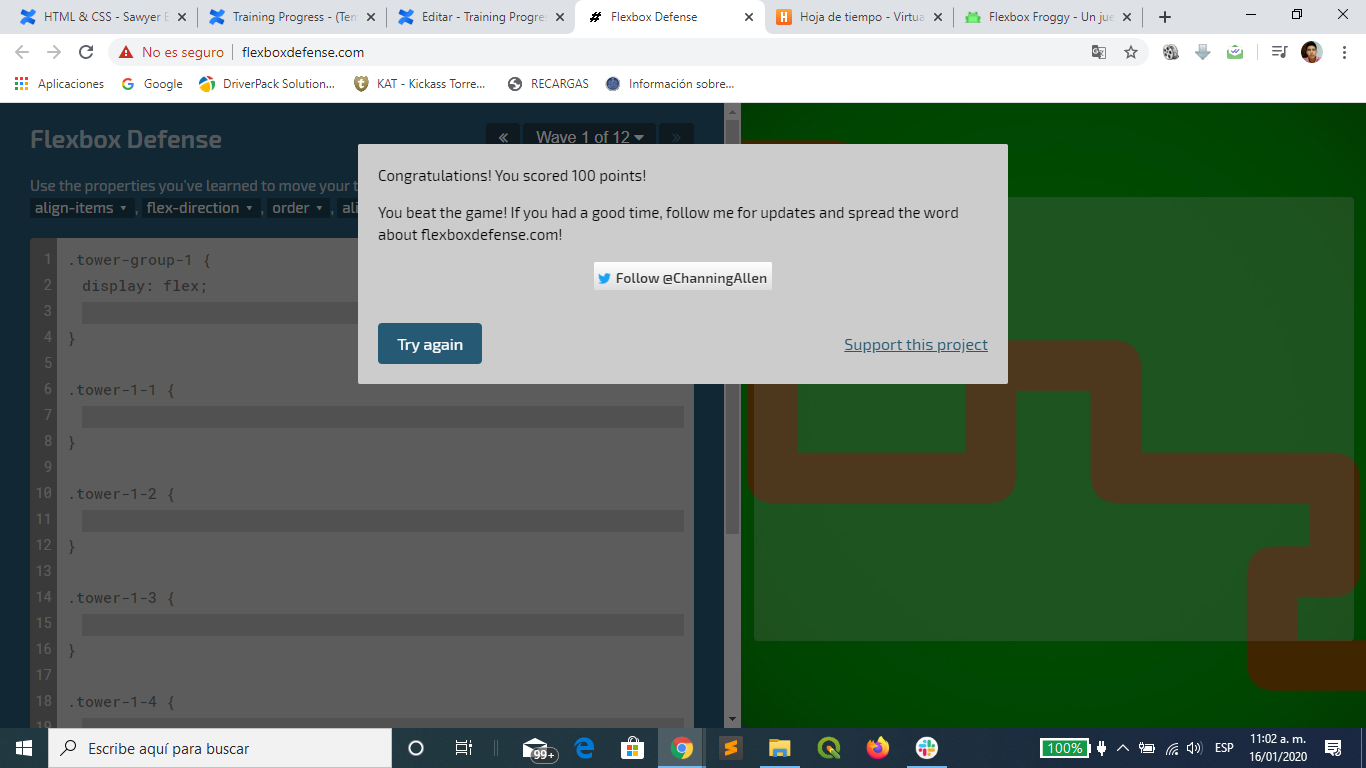 HTML & CSS - Sawyer E
Training Progress - (Tem
Editar - Training Progre
Flexbox Defense
Hoja de tiempo - Virtua
Flexbox Froggy - Un jue
No es seguro
flexboxdefense.com
Aplicaciones
Google
DriverPack Solution...
KAT - Kickass Torre...
RECARGAS
Información sobre...
Flexbox Defense
« Wave 1 of 12 ▾ »
Use the properties you've learned to move your t
align-items ▾ , flex-direction ▾ , order ▾ , ali
1 .tower-group-1 {
2 display: flex;
3
4 }
5
6 .tower-1-1 {
7
8 }
9
10 .tower-1-2 {
11
12 }
13
14 .tower-1-3 {
15
16 }
17
18 .tower-1-4 {
19
Congratulations! You scored 100 points!
You beat the game! If you had a good time, follow me for updates and spread the word
about flexboxdefense.com!
Follow @ChanningAllen
Try again
Support this project
Escribe aquí para buscar
99+
100%
ESP
11:02 a. m.
16/01/2020